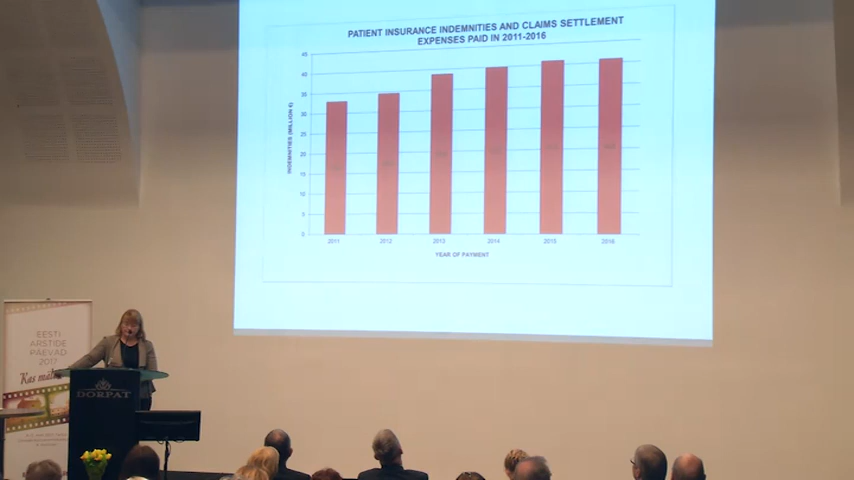 PATIENT INSURANCE INDEMNITIES AND CLAIMS SETTLEMENT
EXPENSES PAID IN 2011-2016
45
40
35
30
25
20
15
10
5
0
INDEMNITIES (MILLION €)
2011 2012 2013 2014 2015 2016
YEAR OF PAYMENT
EESTI
ARSTIDE
PÄEVAD
2017
Kas
DORPAT